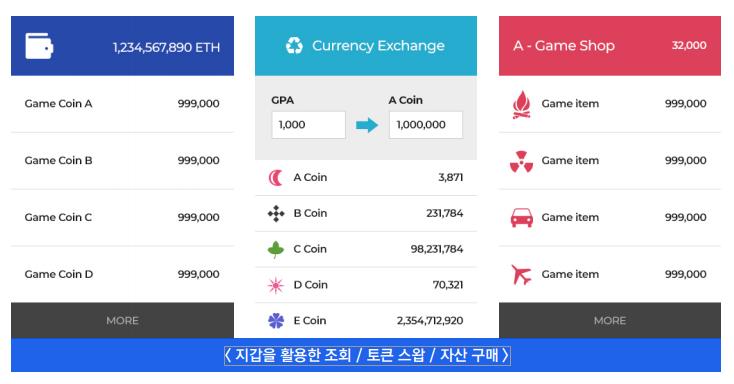 1,234,567,890 ETH
Game Coin A 999,000
Game Coin B 999,000
Game Coin C 999,000
Game Coin D 999,000
MORE
Currency Exchange
GPA A Coin
1,000 1,000,000
A Coin 3,871
B Coin 231,784
C Coin 98,231,784
D Coin 70,321
E Coin 2,354,712,920
A - Game Shop 32,000
Game item 999,000
Game item 999,000
Game item 999,000
Game item 999,000
MORE
< 지갑을 활용한 조회 / 토큰 스왑 / 자산 구매 >